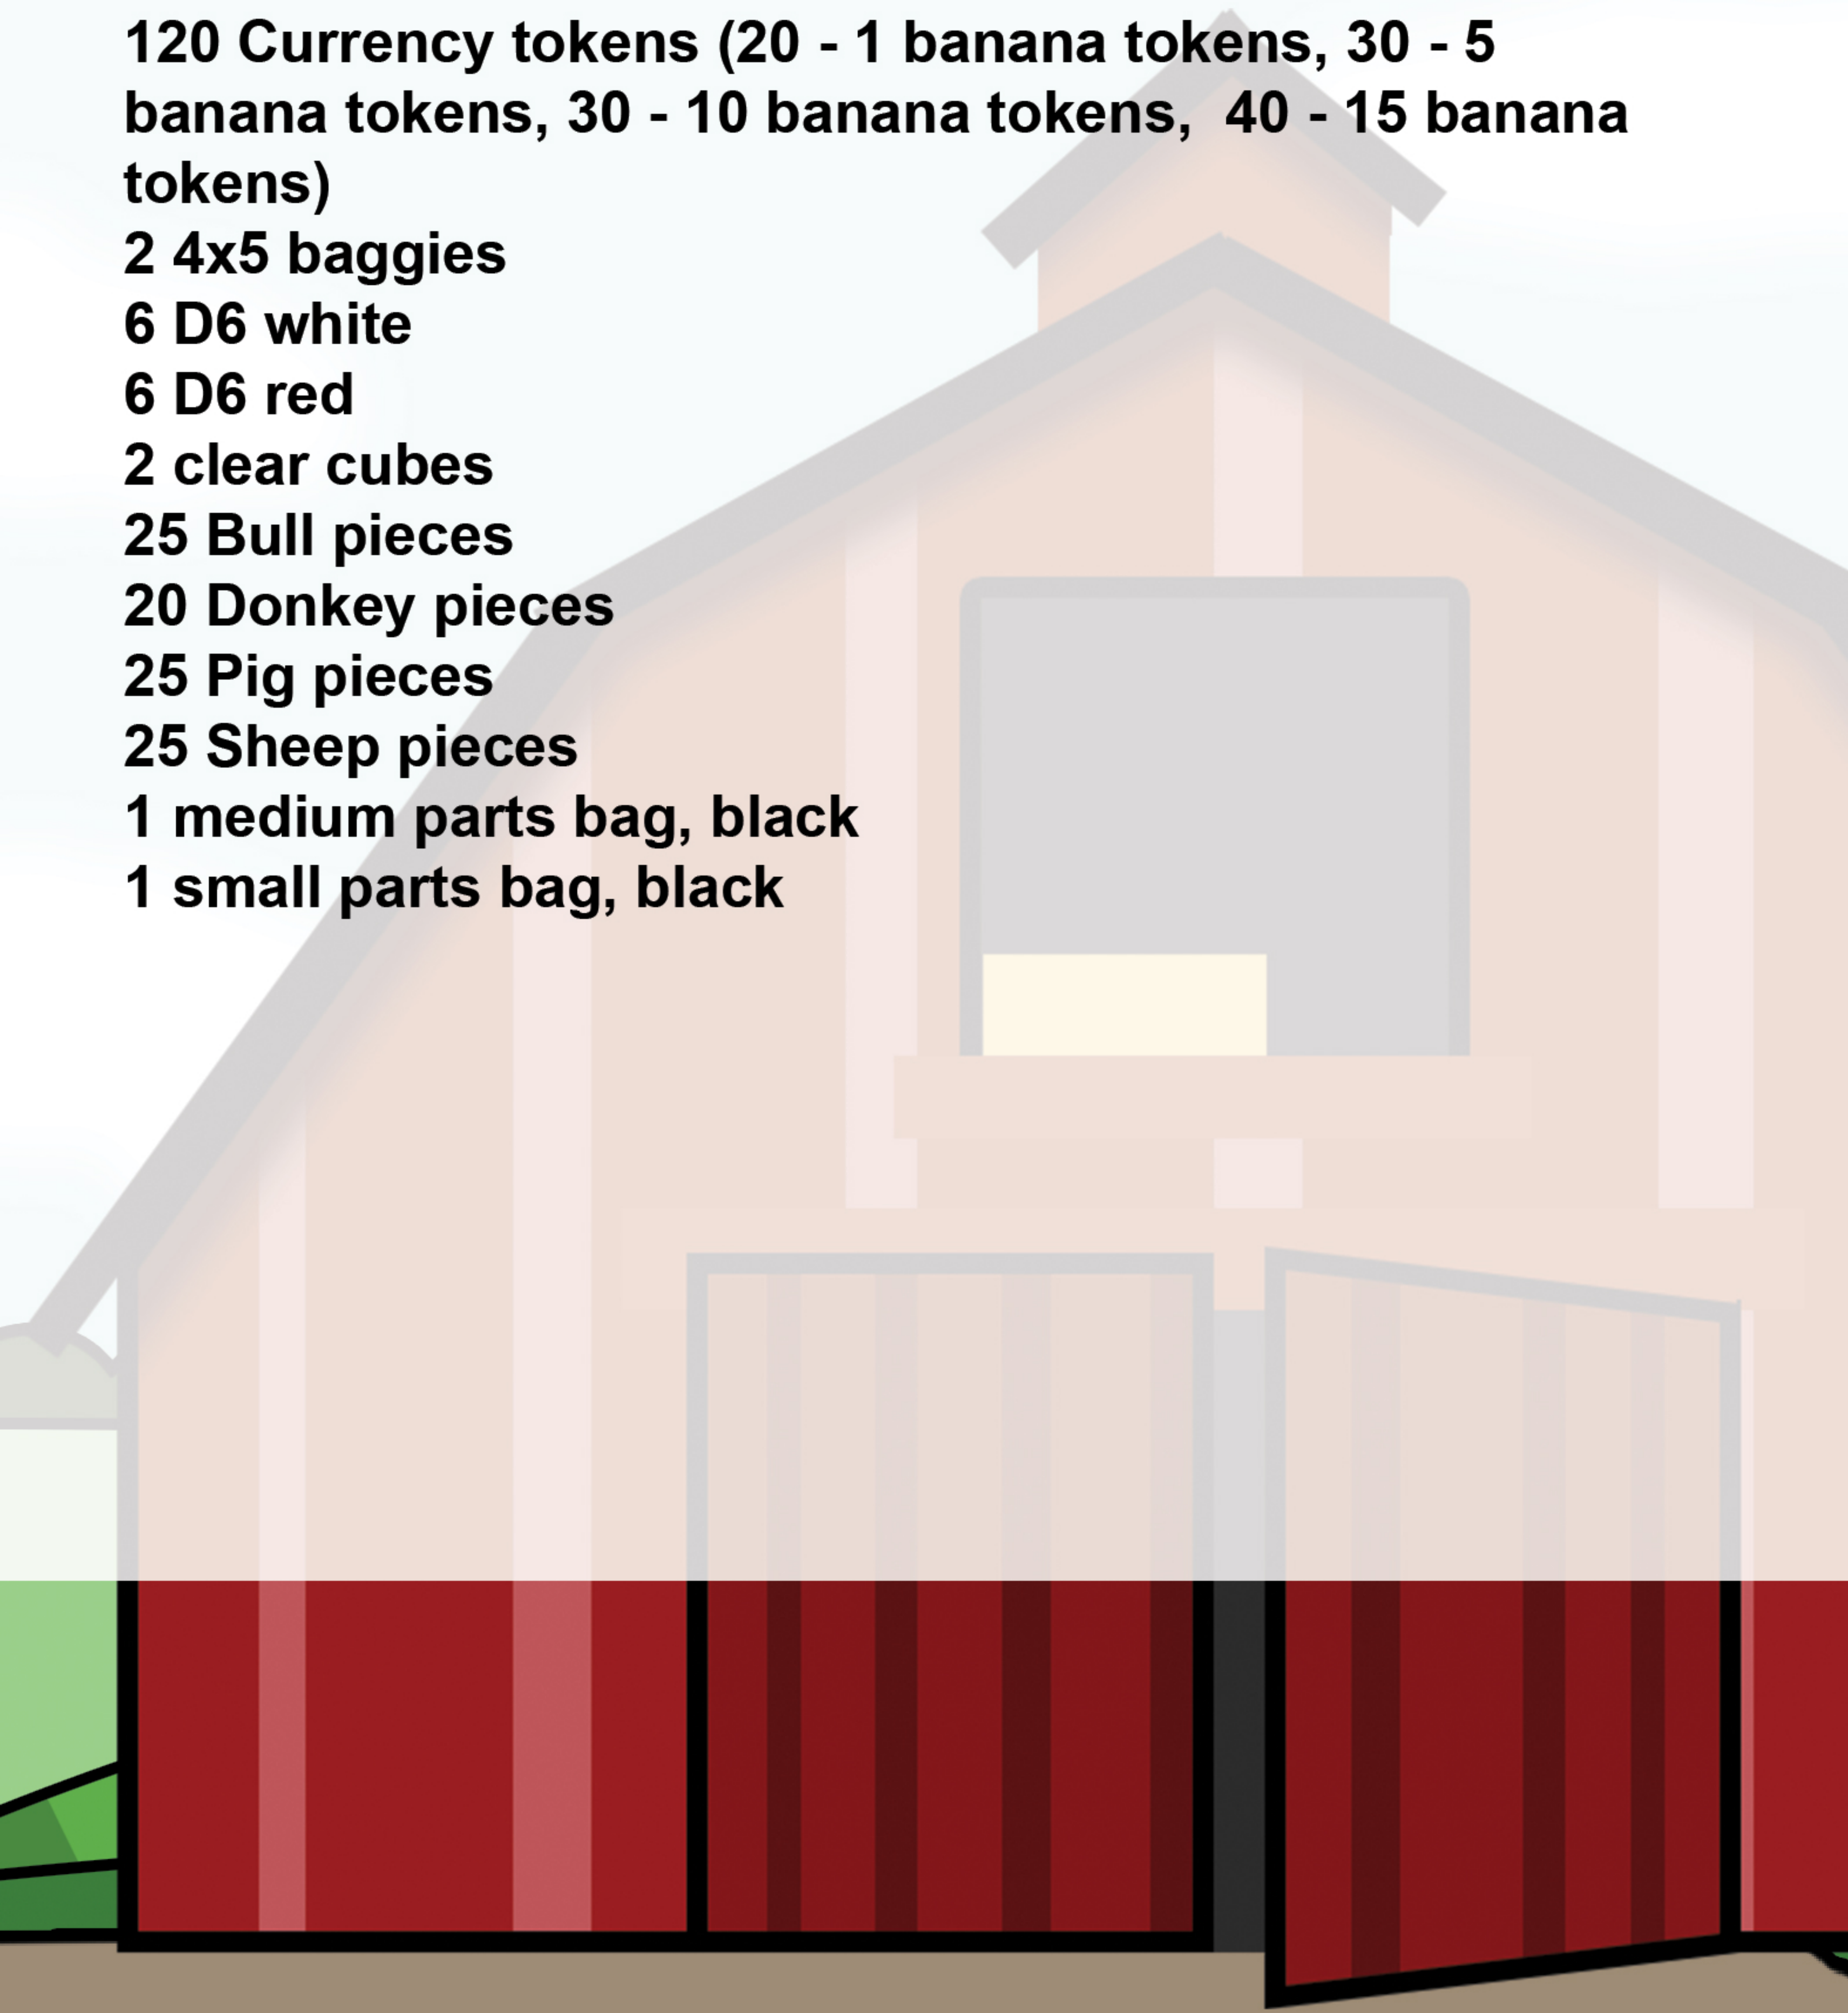 120 Currency tokens (20 - 1 banana tokens, 30 - 5
banana tokens, 30 - 10 banana tokens,  40 - 15 banana
tokens)
2 4x5 baggies
6 D6 white
6 D6 red
2 clear cubes
25 Bull pieces
20 Donkey pieces
25 Pig pieces
25 Sheep pieces
1 medium parts bag, black
1 small parts bag, black